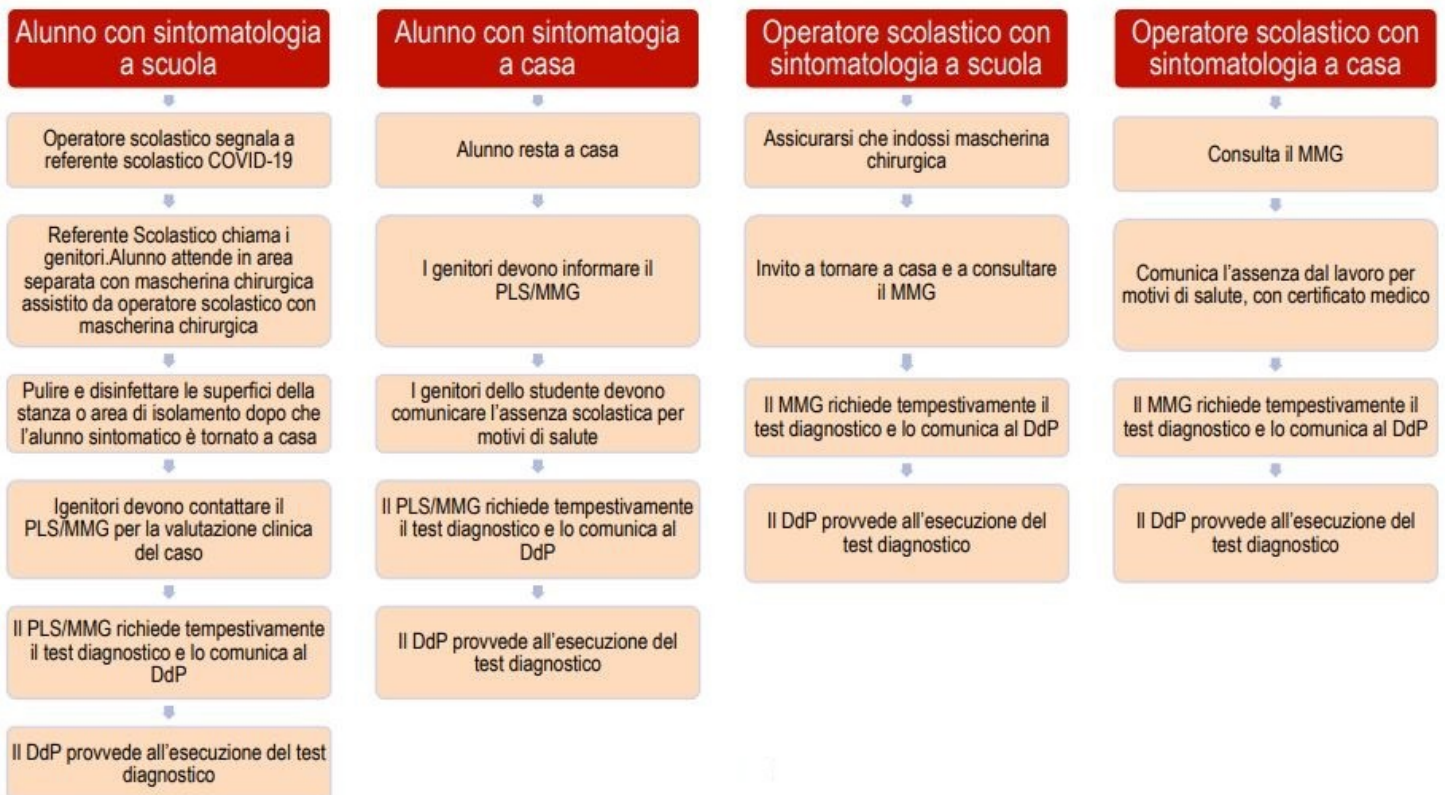 Alunno con sintomatologia
a scuola
Operatore scolastico segnala a
referente scolastico COVID-19
Referente Scolastico chiama i
genitori.Alunno attende in area
separata con mascherina chirurgica
assistito da operatore scolastico con
mascherina chirurgica
Pulire e disinfettare le superfici della
stanza o area di isolamento dopo che
l'alunno sintomatico è tornato a casa
Igenitori devono contattare il
PLS/MMG per la valutazione clinica
del caso
Il PLS/MMG richiede tempestivamente
il test diagnostico e lo comunica al
DdP
Il DdP provvede all'esecuzione del test
diagnostico
Alunno con sintomatogia
a casa
Alunno resta a casa
I genitori devono informare il
PLS/MMG
I genitori dello studente devono
comunicare l'assenza scolastica per
motivi di salute
Il PLS/MMG richiede tempestivamente
il test diagnostico e lo comunica al
DdP
Il DdP provvede all'esecuzione del
test diagnostico
Operatore scolastico con
sintomatologia a scuola
Assicurarsi che indossi mascherina
chirurgica
Invito a tornare a casa e a consultare
il MMG
Il MMG richiede tempestivamente il
test diagnostico e lo comunica al DdP
Il DdP provvede all'esecuzione del
test diagnostico
Operatore scolastico con
sintomatologia a casa
Consulta il MMG
Comunica l'assenza dal lavoro per
motivi di salute, con certificato medico
Il MMG richiede tempestivamente il
test diagnostico e lo comunica al DdP
Il DdP provvede all'esecuzione del
test diagnostico